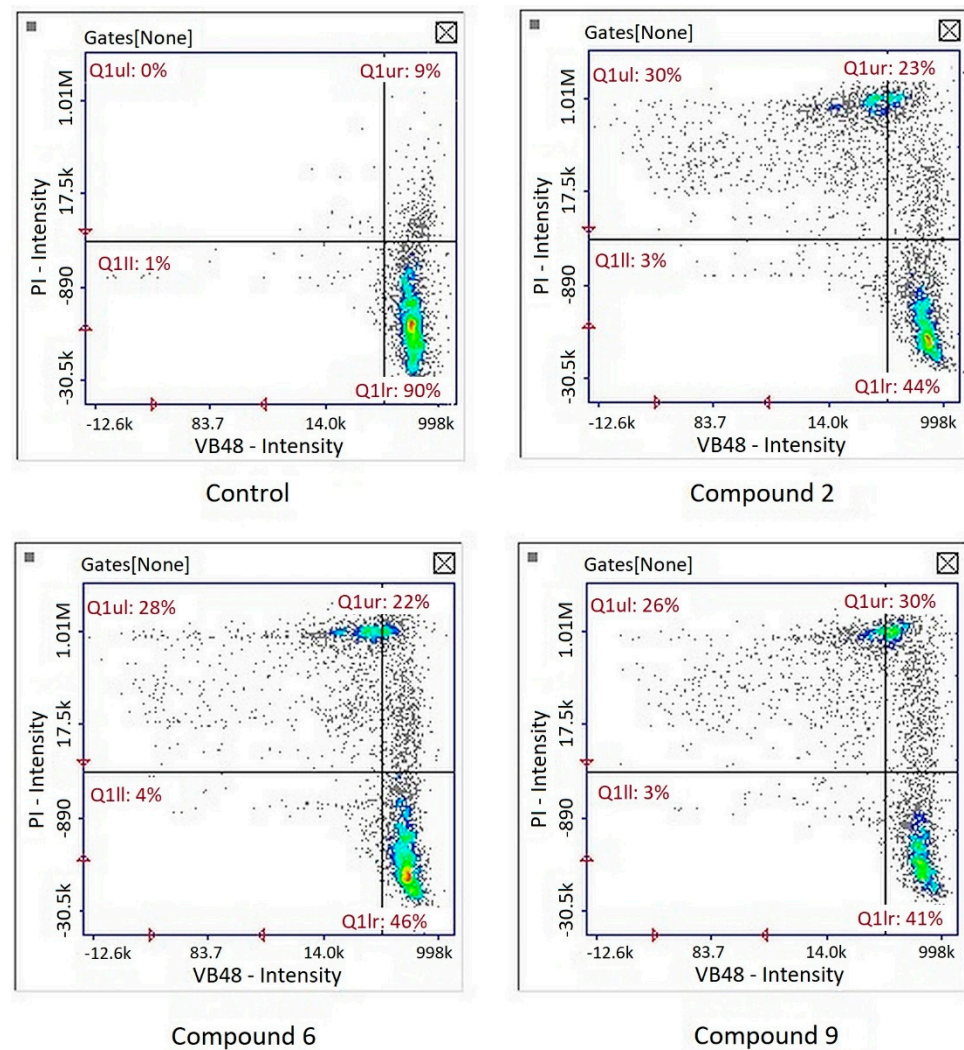 Gates[None]
Q1ul: 0%
Q1ur: 9%
Q1ll: 1%
Q1lr: 90%
PI - Intensity
1.01M
17.5k
-890
-30.5k
-12.6k 83.7 14.0k 998k
VB48 - Intensity
Control
Gates[None]
Q1ul: 30%
Q1ur: 23%
Q1ll: 3%
Q1lr: 44%
PI - Intensity
1.01M
17.5k
-890
-30.5k
-12.6k 83.7 14.0k 998k
VB48 - Intensity
Compound 2
Gates[None]
Q1ul: 28%
Q1ur: 22%
Q1ll: 4%
Q1lr: 46%
PI - Intensity
1.01M
17.5k
-890
-30.5k
-12.6k 83.7 14.0k 998k
VB48 - Intensity
Compound 6
Gates[None]
Q1ul: 26%
Q1ur: 30%
Q1ll: 3%
Q1lr: 41%
PI - Intensity
1.01M
17.5k
-890
-30.5k
-12.6k 83.7 14.0k 998k
VB48 - Intensity
Compound 9